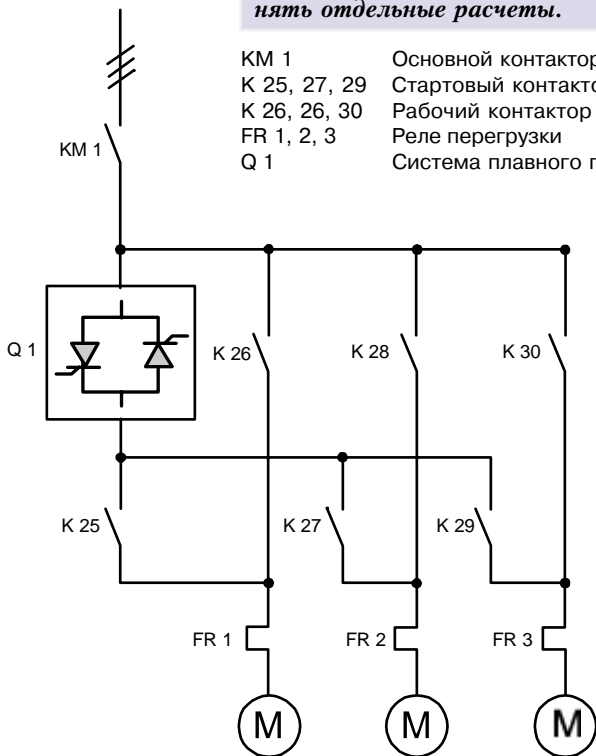 нять отдельные расчеты.
KM 1 Основной контактор
K 25, 27, 29 Стартовый контакто
K 26, 26, 30 Рабочий контактор
FR 1, 2, 3 Реле перегрузки
Q 1 Система плавного п
KM 1
Q 1
K 26
K 28
K 30
K 25
K 27
K 29
FR 1
FR 2
FR 3
M
M
M